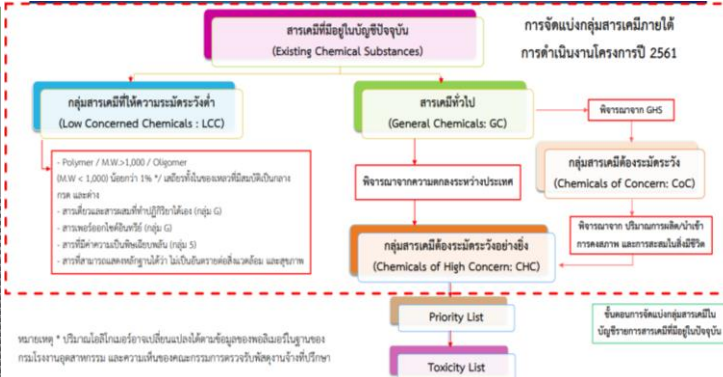 สารเคมีที่มีอยู่ในบัญชีปัจจุบัน
(Existing Chemical Substances)
การจัดแบ่งกลุ่มสารเคมีภายใต้
การดำเนินงานโครงการปี 2561
กลุ่มสารเคมีที่ให้ความระมัดระวังต่ำ
(Low Concerned Chemicals : LCC)
สารเคมีทั่วไป
(General Chemicals: GC)
พิจารณาจาก GHS
- Polymer / M.W.>1,000 / Oligomer
(M.W < 1,000) น้อยกว่า 1% */ เสถียรทั้งในของเหลวที่มีสมบัติเป็นกลาง
กรด และด่าง
- สารเดี่ยวและสารผสมที่ทำปฏิกิริยาได้เอง (กลุ่ม G)
- สารเพอร์ออกไซด์อินทรีย์ (กลุ่ม G)
- สารที่มีค่าความเป็นพิษเฉียบพลัน (กลุ่ม 5)
- สารที่สามารถแสดงหลักฐานได้ว่า ไม่เป็นอันตรายต่อสิ่งแวดล้อม และสุขภาพ
พิจารณาจากความตกลงระหว่างประเทศ
กลุ่มสารเคมีต้องระมัดระวัง
(Chemicals of Concern: CoC)
พิจารณาจาก ปริมาณการผลิต/นำเข้า
การคงสภาพ และการสะสมในสิ่งมีชีวิต
กลุ่มสารเคมีต้องระมัดระวังอย่างยิ่ง
(Chemicals of High Concern: CHC)
Priority List
ขั้นตอนการจัดแบ่งกลุ่มสารเคมีใน
บัญชีรายการสารเคมีที่มีอยู่ในปัจจุบัน
หมายเหตุ * ปริมาณโอลิโกเมอร์อาจเปลี่ยนแปลงได้ตามข้อมูลของพอลิเมอร์ในฐานของ
กรมโรงงานอุตสาหกรรม และความเห็นของคณะกรรมการตรวจรับพัสดุงานจ้างที่ปรึกษา
Toxicity List